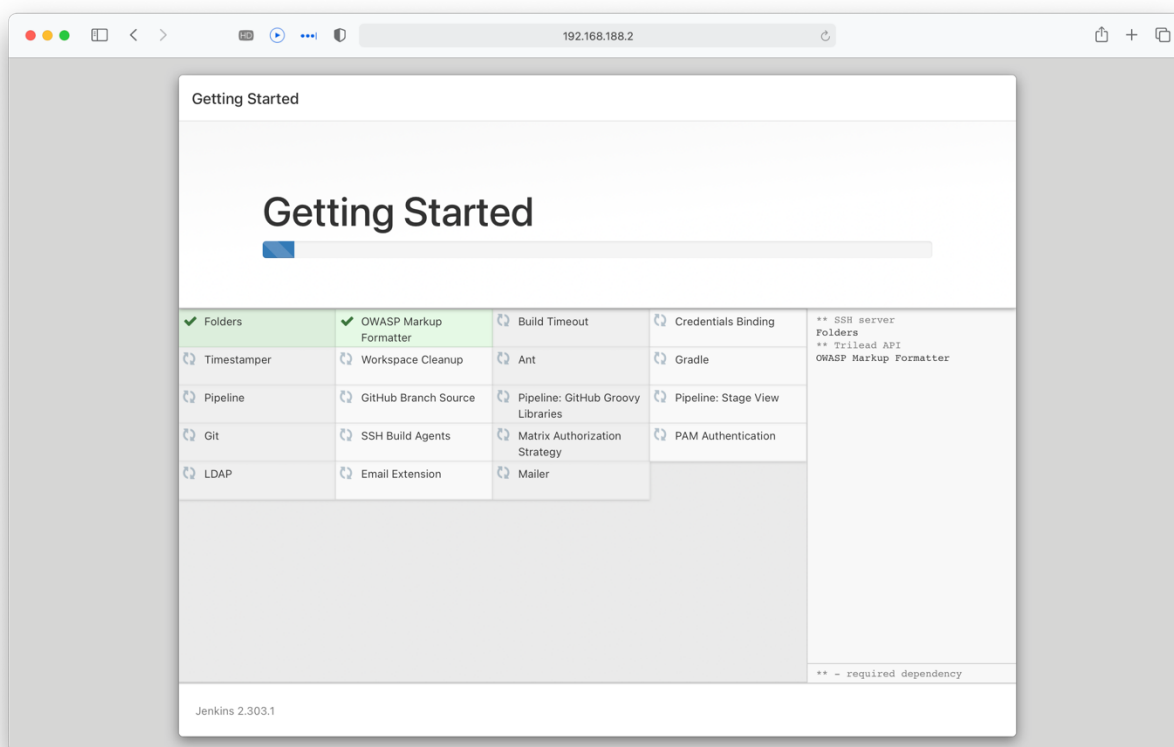 HD
192.168.188.2
Getting Started
Getting Started
Folders
OWASP Markup
Formatter
Build Timeout
Credentials Binding
Timestamper
Workspace Cleanup
Ant
Gradle
Pipeline
GitHub Branch Source
Pipeline: GitHub Groovy
Libraries
Pipeline: Stage View
Git
SSH Build Agents
Matrix Authorization
Strategy
PAM Authentication
LDAP
Email Extension
Mailer
** SSH server
Folders
** Trilead API
OWASP Markup Formatter
** - required dependency
Jenkins 2.303.1